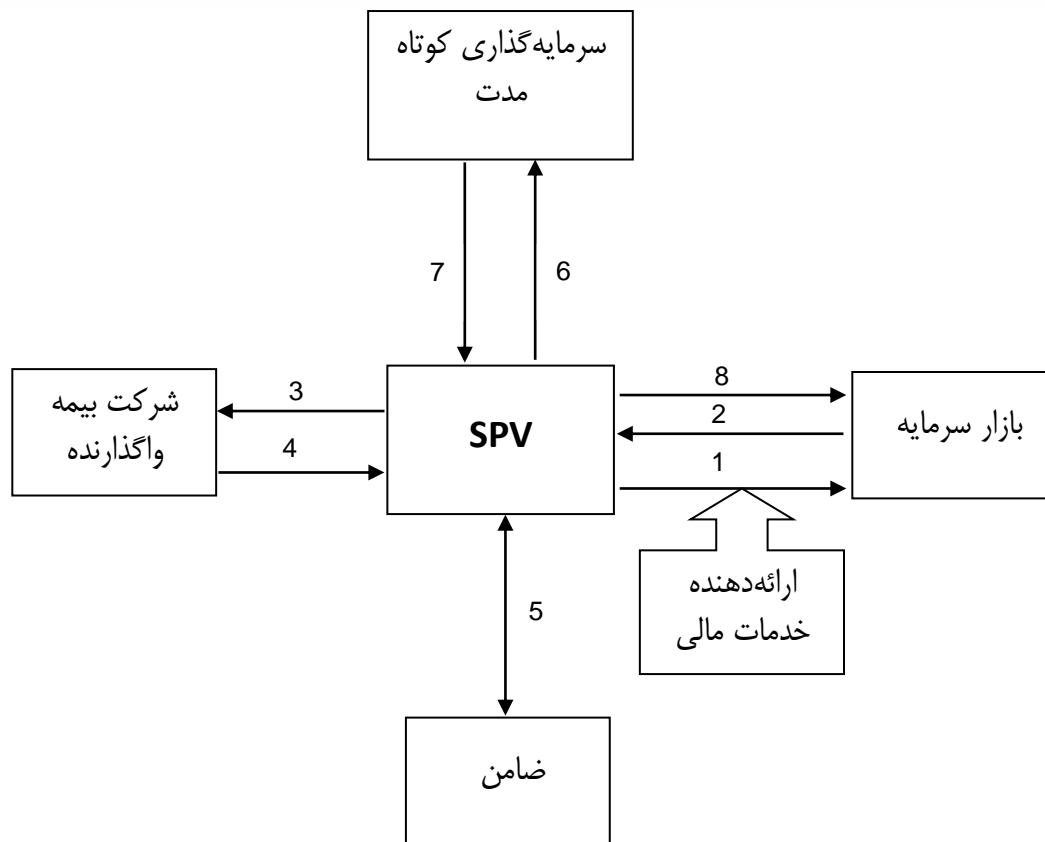 سرمایه‌گذاری کوتاه
مدت
7
6
شرکت بیمه
واگذارنده
3
4
SPV
8
2
1
بازار سرمایه
ارائه‌دهنده
خدمات مالی
5
ضامن